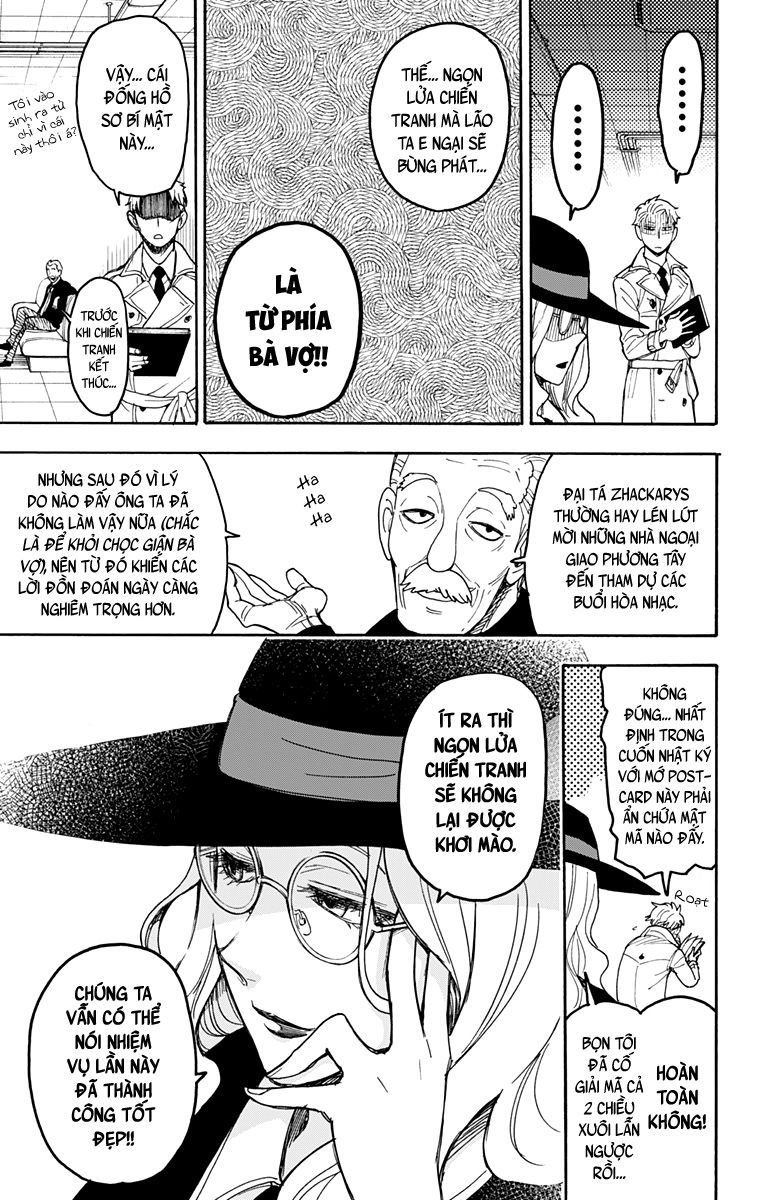 ••••
•••••
THẾ... NGỌN
LỬA CHIẾN
TRANH MÀ LÃO
TA E NGẠI SẼ
BÙNG PHÁT,
LÀ
TỪ PHÍA
BÀ VỢ!!
VẬY... CÁI
ĐỐNG HỒ
SƠ BÍ MẬT
NÀY...
Tôi vào
sinh ra tử
chỉ vì cái
này thôi á?
TRƯỚC
KHI CHIẾN
TRANH
KẾT
THÚC...
ĐẠI TÁ ZHACKARYS
THƯỜNG HAY LÉN LÚT
MỜI NHỮNG NHÀ NGOẠI
GIAO PHƯƠNG TÂY
ĐẾN THAM DỰ CÁC
BUỔI HÒA NHẠC.
Ha
Ha
Ha
NHƯNG SAU ĐÓ VÌ LÝ
DO NÀO ĐẤY ÔNG TA ĐÃ
KHÔNG LÀM VẬY NỮA (CHẮC
LÀ ĐỂ KHỎI CHỌC GIẬN BÀ
VỢ), NÊN TỪ ĐÓ KHIẾN CÁC
LỜI ĐỒN ĐOÁN NGÀY CÀNG
NGHIÊM TRỌNG HƠN.
KHÔNG
ĐÚNG... NHẤT
ĐỊNH TRONG
CUỐN NHẬT KÝ
VỚI MỚ POST-
CARD NÀY PHẢI
ẨN CHỨA MẬT
MÃ NÀO ĐẤY.
Roạt
HOÀN
TOÀN
KHÔNG!
BỌN TÔI
ĐÃ CỐ
GIẢI MÃ CẢ
2 CHIỀU
XUÔI LẪN
NGƯỢC
RỒI...
ÍT RA THÌ
NGỌN LỬA
CHIẾN TRANH
SẼ KHÔNG
LẠI ĐƯỢC
KHƠI MÀO.
CHÚNG TA
VẪN CÓ THỂ
NÓI NHIỆM
VỤ LẦN NÀY
ĐÃ THÀNH
CÔNG TỐT
ĐẸP!!